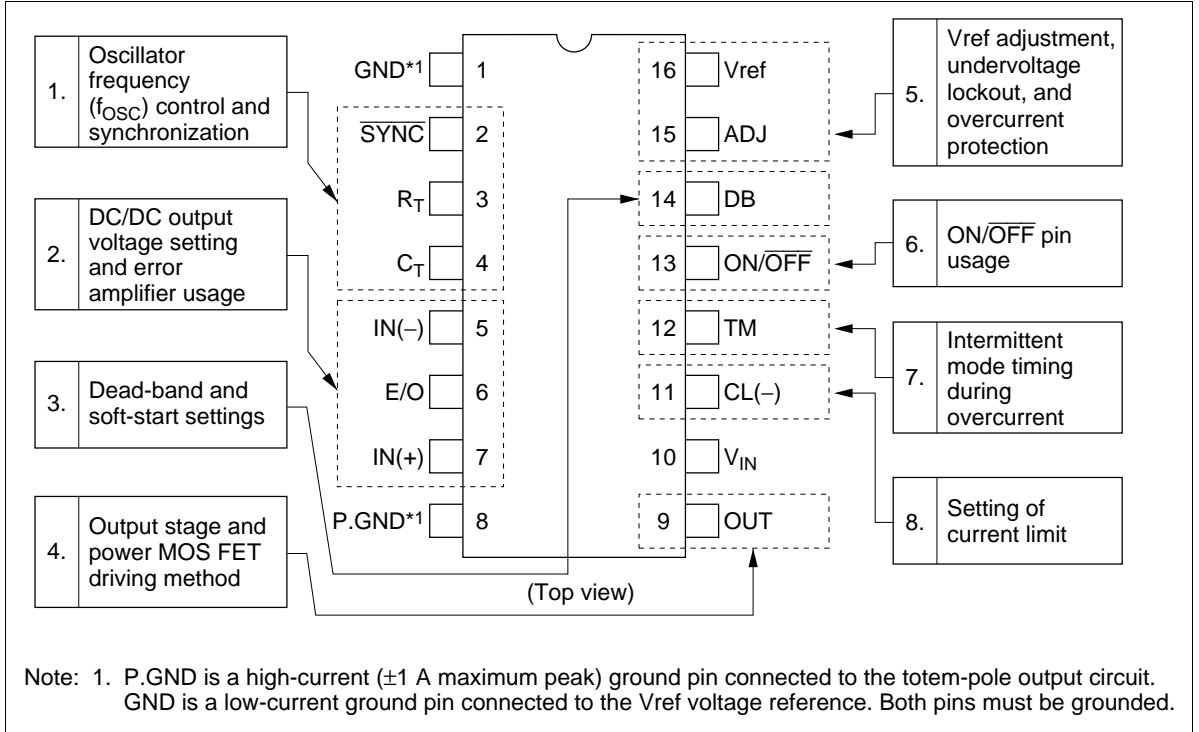 1.
Oscillator
frequency
(fOSC) control and
synchronization
2.
DC/DC output
voltage setting
and error
amplifier usage
3.
Dead-band and
soft-start settings
4.
Output stage and
power MOS FET
driving method
GND*1 1
S̅Y̅N̅C̅ 2
RT 3
CT 4
IN(−) 5
E/O 6
IN(+) 7
P.GND*1 8
16 Vref
15 ADJ
14 DB
13 ON/O̅F̅F̅
12 TM
11 CL(−)
10 VIN
9 OUT
(Top view)
5.
Vref adjustment,
undervoltage
lockout, and
overcurrent
protection
6.
ON/O̅F̅F̅ pin
usage
7.
Intermittent
mode timing
during
overcurrent
8.
Setting of
current limit
Note: 1. P.GND is a high-current (±1 A maximum peak) ground pin connected to the totem-pole output circuit.
GND is a low-current ground pin connected to the Vref voltage reference. Both pins must be grounded.